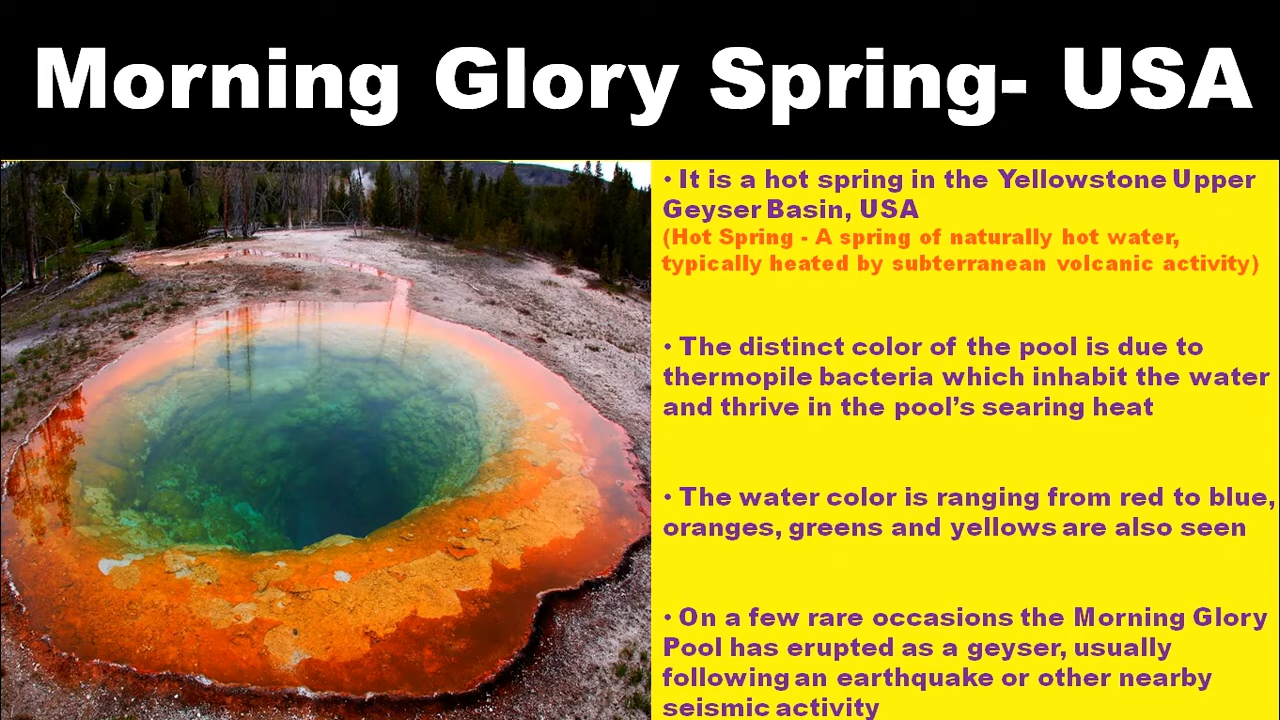 Morning Glory Spring- USA
• It is a hot spring in the Yellowstone Upper
Geyser Basin, USA
(Hot Spring - A spring of naturally hot water,
typically heated by subterranean volcanic activity)
• The distinct color of the pool is due to
thermopile bacteria which inhabit the water
and thrive in the pool’s searing heat
• The water color is ranging from red to blue,
oranges, greens and yellows are also seen
• On a few rare occasions the Morning Glory
Pool has erupted as a geyser, usually
following an earthquake or other nearby
seismic activity